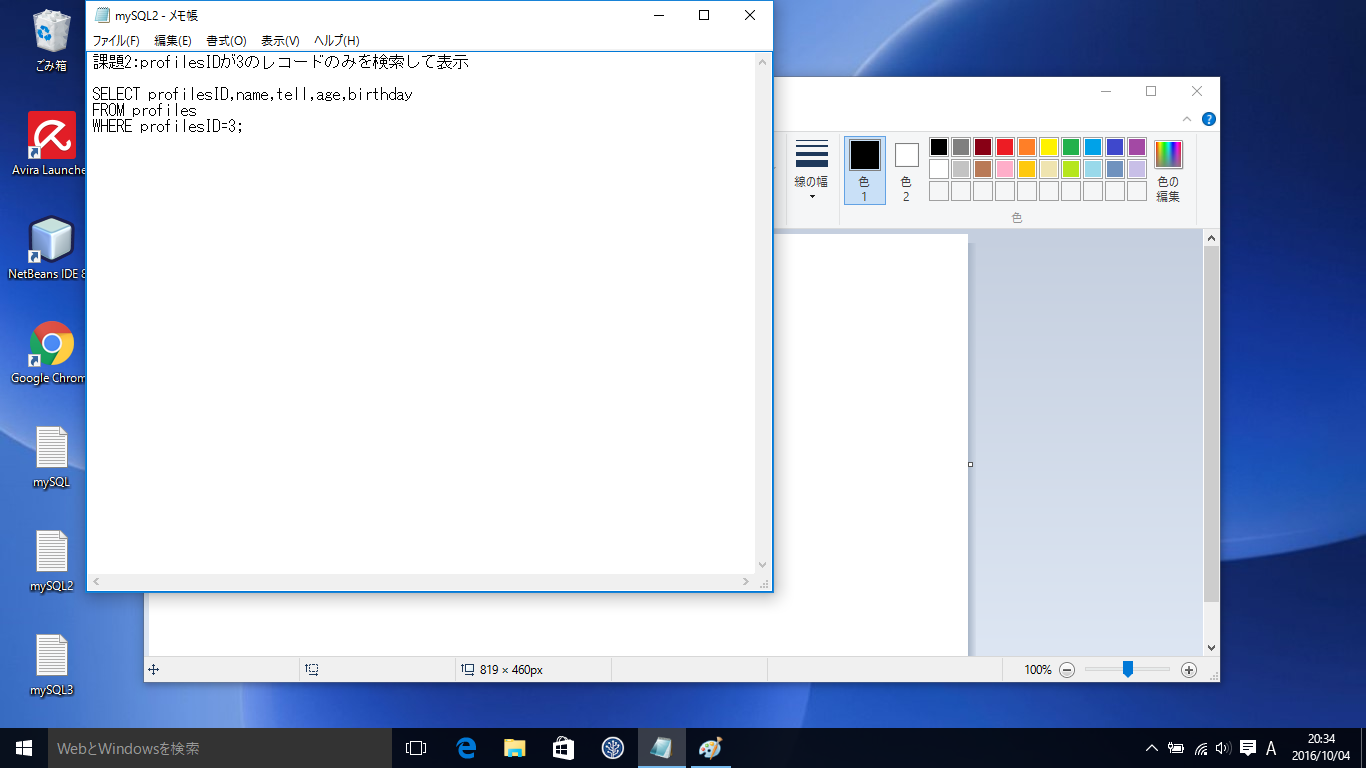 ごみ箱
Avira Launche
NetBeans IDE 8
Google Chrom
mySQL
mySQL2
mySQL3
mySQL2 - メモ帳
ファイル(F) 編集(E) 書式(O) 表示(V) ヘルプ(H)
課題2:profilesIDが3のレコードのみを検索して表示
SELECT profilesID,name,tell,age,birthday
FROM profiles
WHERE profilesID=3;
線の幅
色
1
色
2
色の
編集
色
819 × 460px
100%
WebとWindowsを検索
A
20:34
2016/10/04